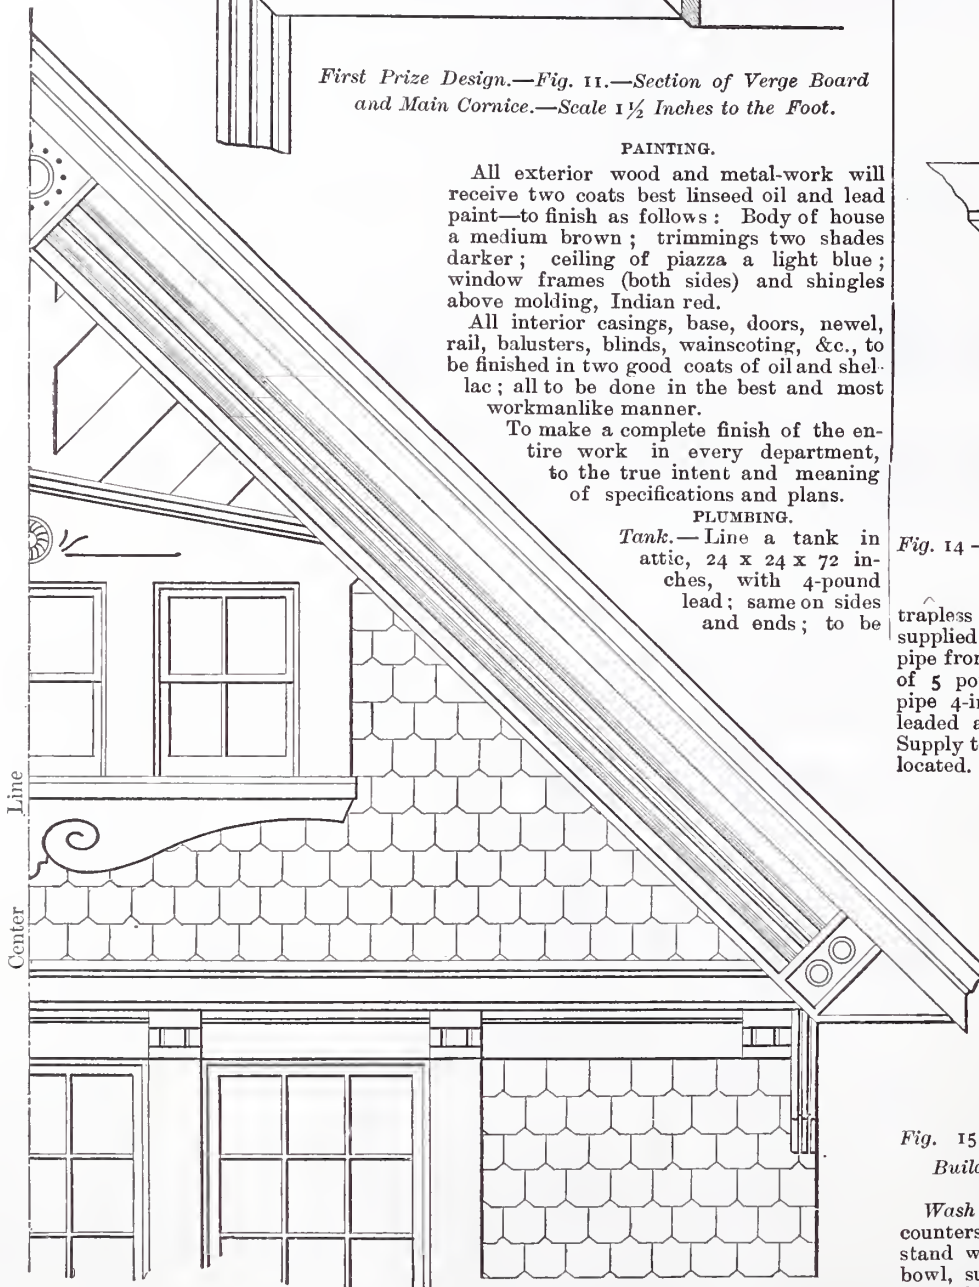 First Prize Design.—Fig. 11.—Section of Verge Board
and Main Cornice.—Scale 1½ Inches to the Foot.
PAINTING.
All exterior wood and metal-work will
receive two coats best linseed oil and lead
paint—to finish as follows: Body of house
a medium brown; trimmings two shades
darker; ceiling of piazza a light blue;
window frames (both sides) and shingles
above molding, Indian red.
All interior casings, base, doors, newel,
rail, balusters, blinds, wainscoting, &c., to
be finished in two good coats of oil and shel-
lac; all to be done in the best and most
workmanlike manner.
To make a complete finish of the en-
tire work in every department,
to the true intent and meaning
of specifications and plans.
PLUMBING.
Tank.—Line a tank in
attic, 24 x 24 x 72 in-
ches, with 4-pound
lead; same on sides
and ends; to be
Center Line
Fig. 14—
trapless
supplied
pipe from
of 5 po
pipe 4-in
leaded a
Supply t
located.
Fig. 15
Build
Wash
counters
stand w
bowl, su